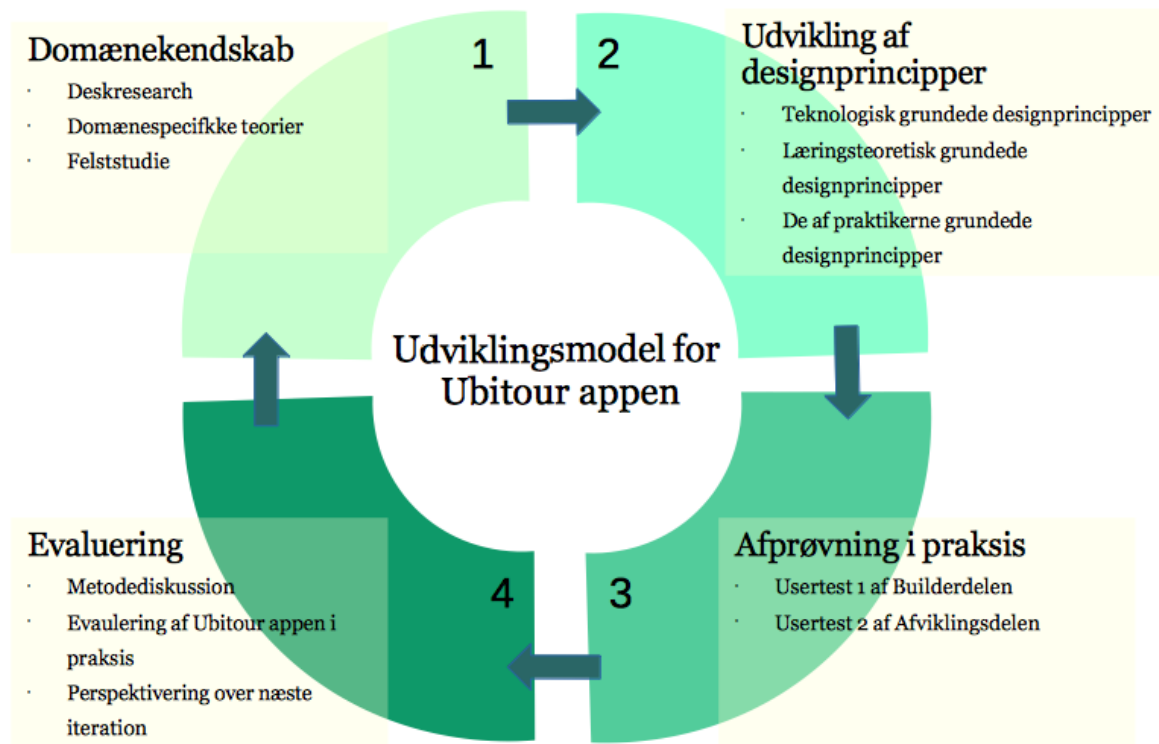 Domænekendskab
· Deskresearch
· Domænespecifkke teorier
· Felststudie
1
2
Udvikling af
designprincipper
· Teknologisk grundede designprincipper
· Læringsteoretisk grundede
designprincipper
· De af praktikerne grundede
designprincipper
Udviklingsmodel for
Ubitour appen
3
Afprøvning i praksis
· Usertest 1 af Builderdelen
· Usertest 2 af Afviklingsdelen
4
Evaluering
· Metodediskussion
· Evaulering af Ubitour appen i
praksis
· Perspektivering over næste
iteration